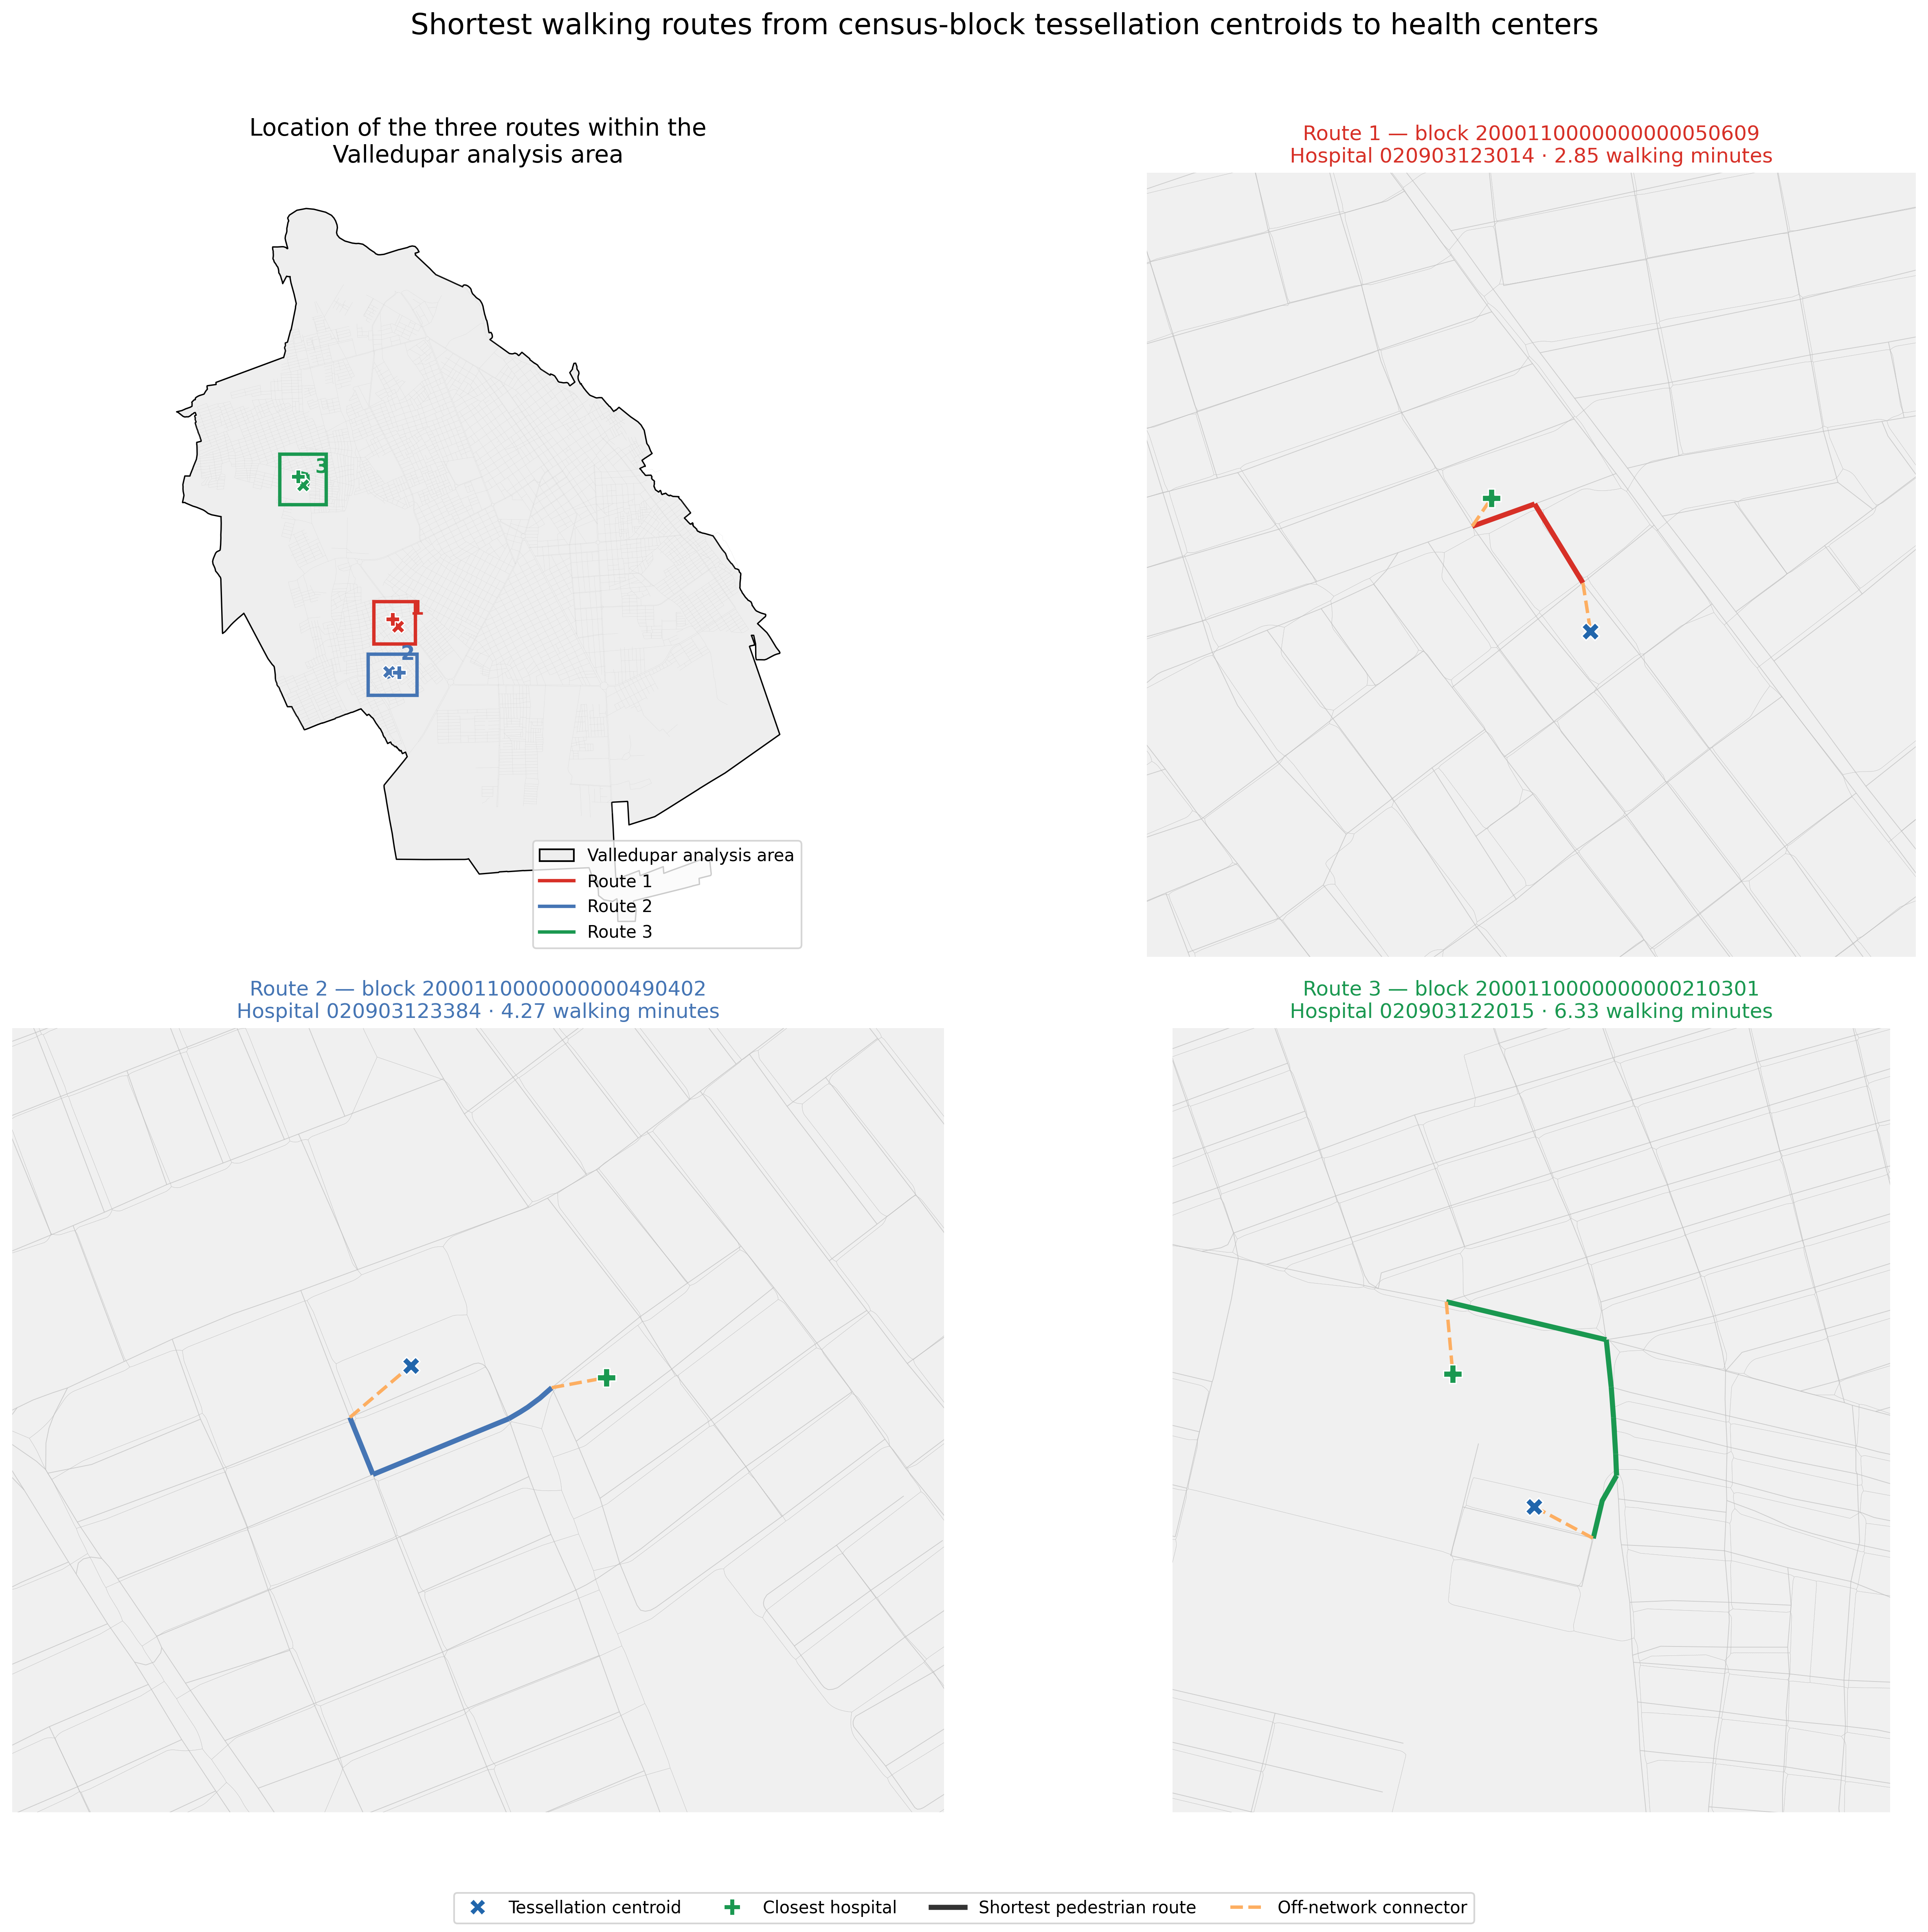 Shortest walking routes from census-block tessellation centroids to health centers
Location of the three routes within the
Valledupar analysis area
3
1
2
Valledupar analysis area
Route 1
Route 2
Route 3
Route 1 — block 2000110000000000050609
Hospital 020903123014 · 2.85 walking minutes
Route 2 — block 2000110000000000490402
Hospital 020903123384 · 4.27 walking minutes
Route 3 — block 2000110000000000210301
Hospital 020903122015 · 6.33 walking minutes
Tessellation centroid
Closest hospital
Shortest pedestrian route
Off-network connector